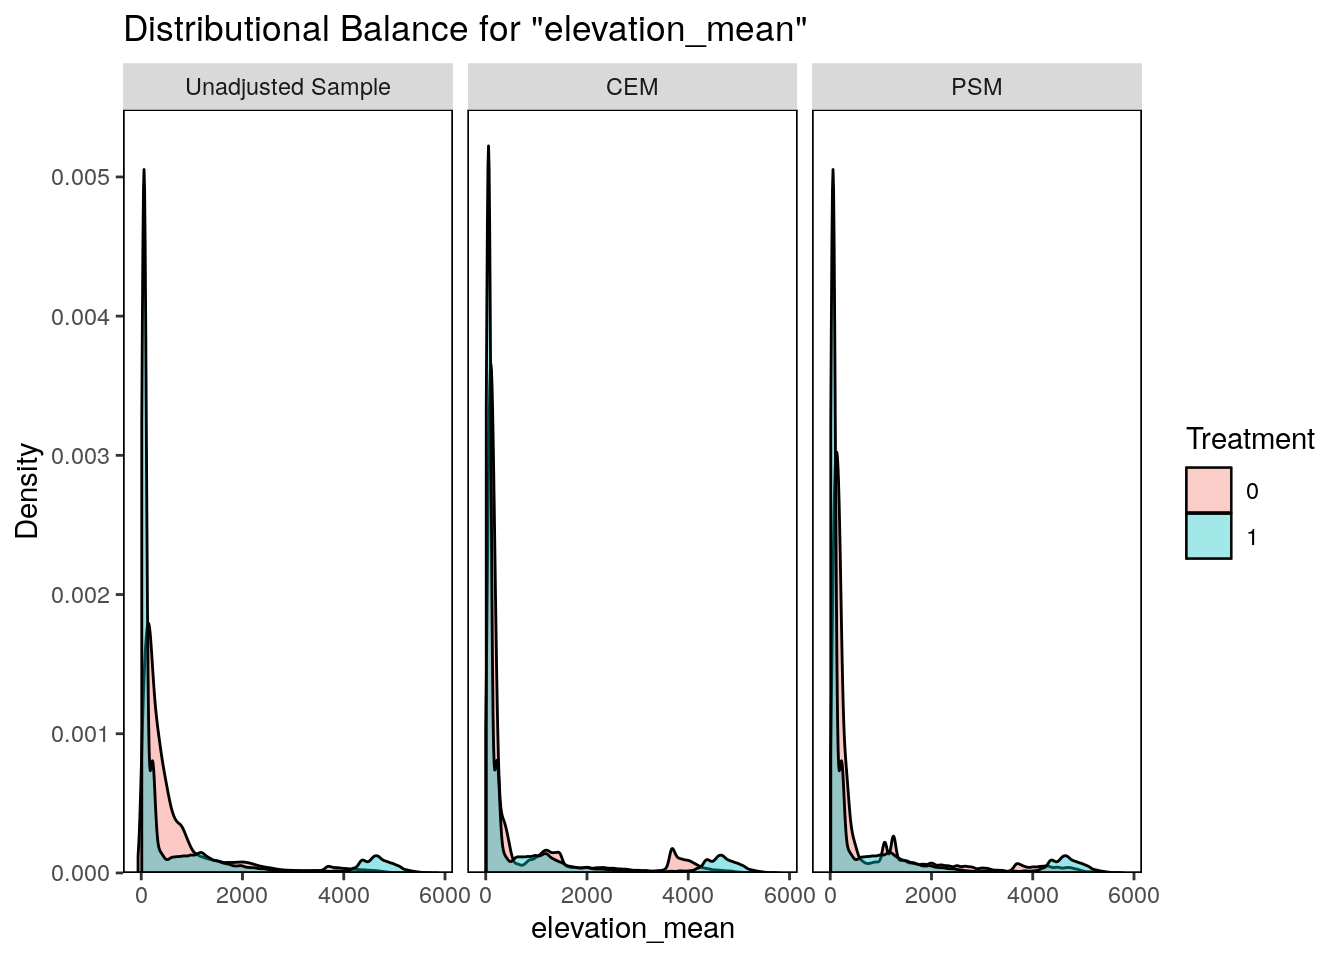 Distributional Balance for "elevation_mean"
Unadjusted Sample CEM PSM
0.005
0.004
0.003
0.002
0.001
0.000
Density
0 2000 4000 6000 0 2000 4000 6000 0 2000 4000 6000
elevation_mean
Treatment
0
1